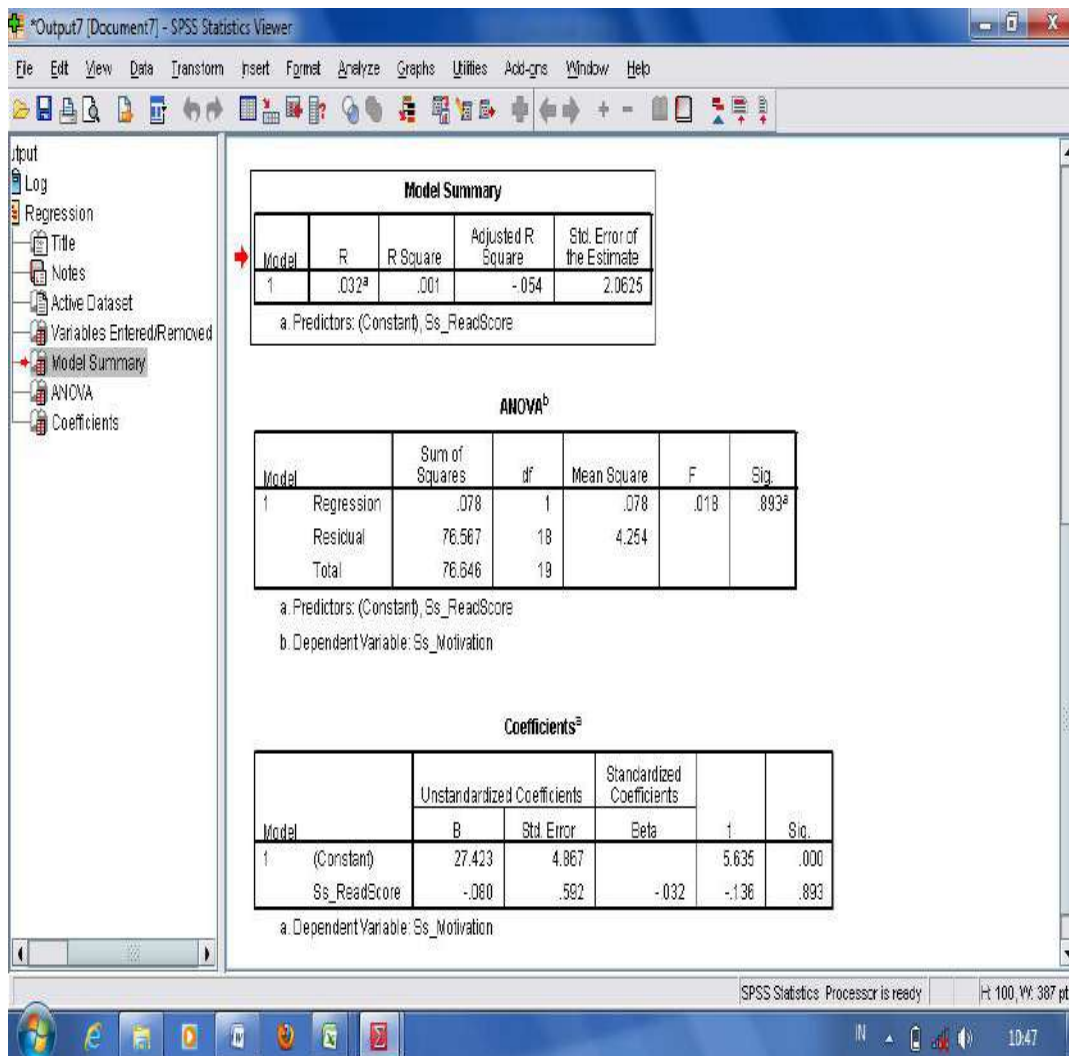 *Output7 [Document7] - SPSS Statistics Viewer
File Edit View Data Transform Insert Format Analyze Graphs Utilities Add-ons Window Help
Log
Regression
Title
Notes
Active Dataset
Variables Entered/Removed
Model Summary
ANOVA
Coefficients
Model Summary
Model R R Square Adjusted R Square Std. Error of the Estimate
1 .032a .001 -.054 2.0625
a. Predictors: (Constant), Ss_ReadScore
ANOVAb
Model Sum of Squares df Mean Square F Sig.
1 Regression .078 1 .078 .018 .893a
Residual 76.567 18 4.254
Total 76.646 19
a. Predictors: (Constant), Ss_ReadScore
b. Dependent Variable: Ss_Motivation
Coefficientsa
Unstandardized Coefficients Standardized Coefficients
Model B Std. Error Beta t Sig.
1 (Constant) 27.423 4.867 5.635 .000
Ss_ReadScore -.080 .592 -.032 -.136 .893
a. Dependent Variable: Ss_Motivation
SPSS Statistics Processor is ready H: 100, W: 387 pt
IN 10:47